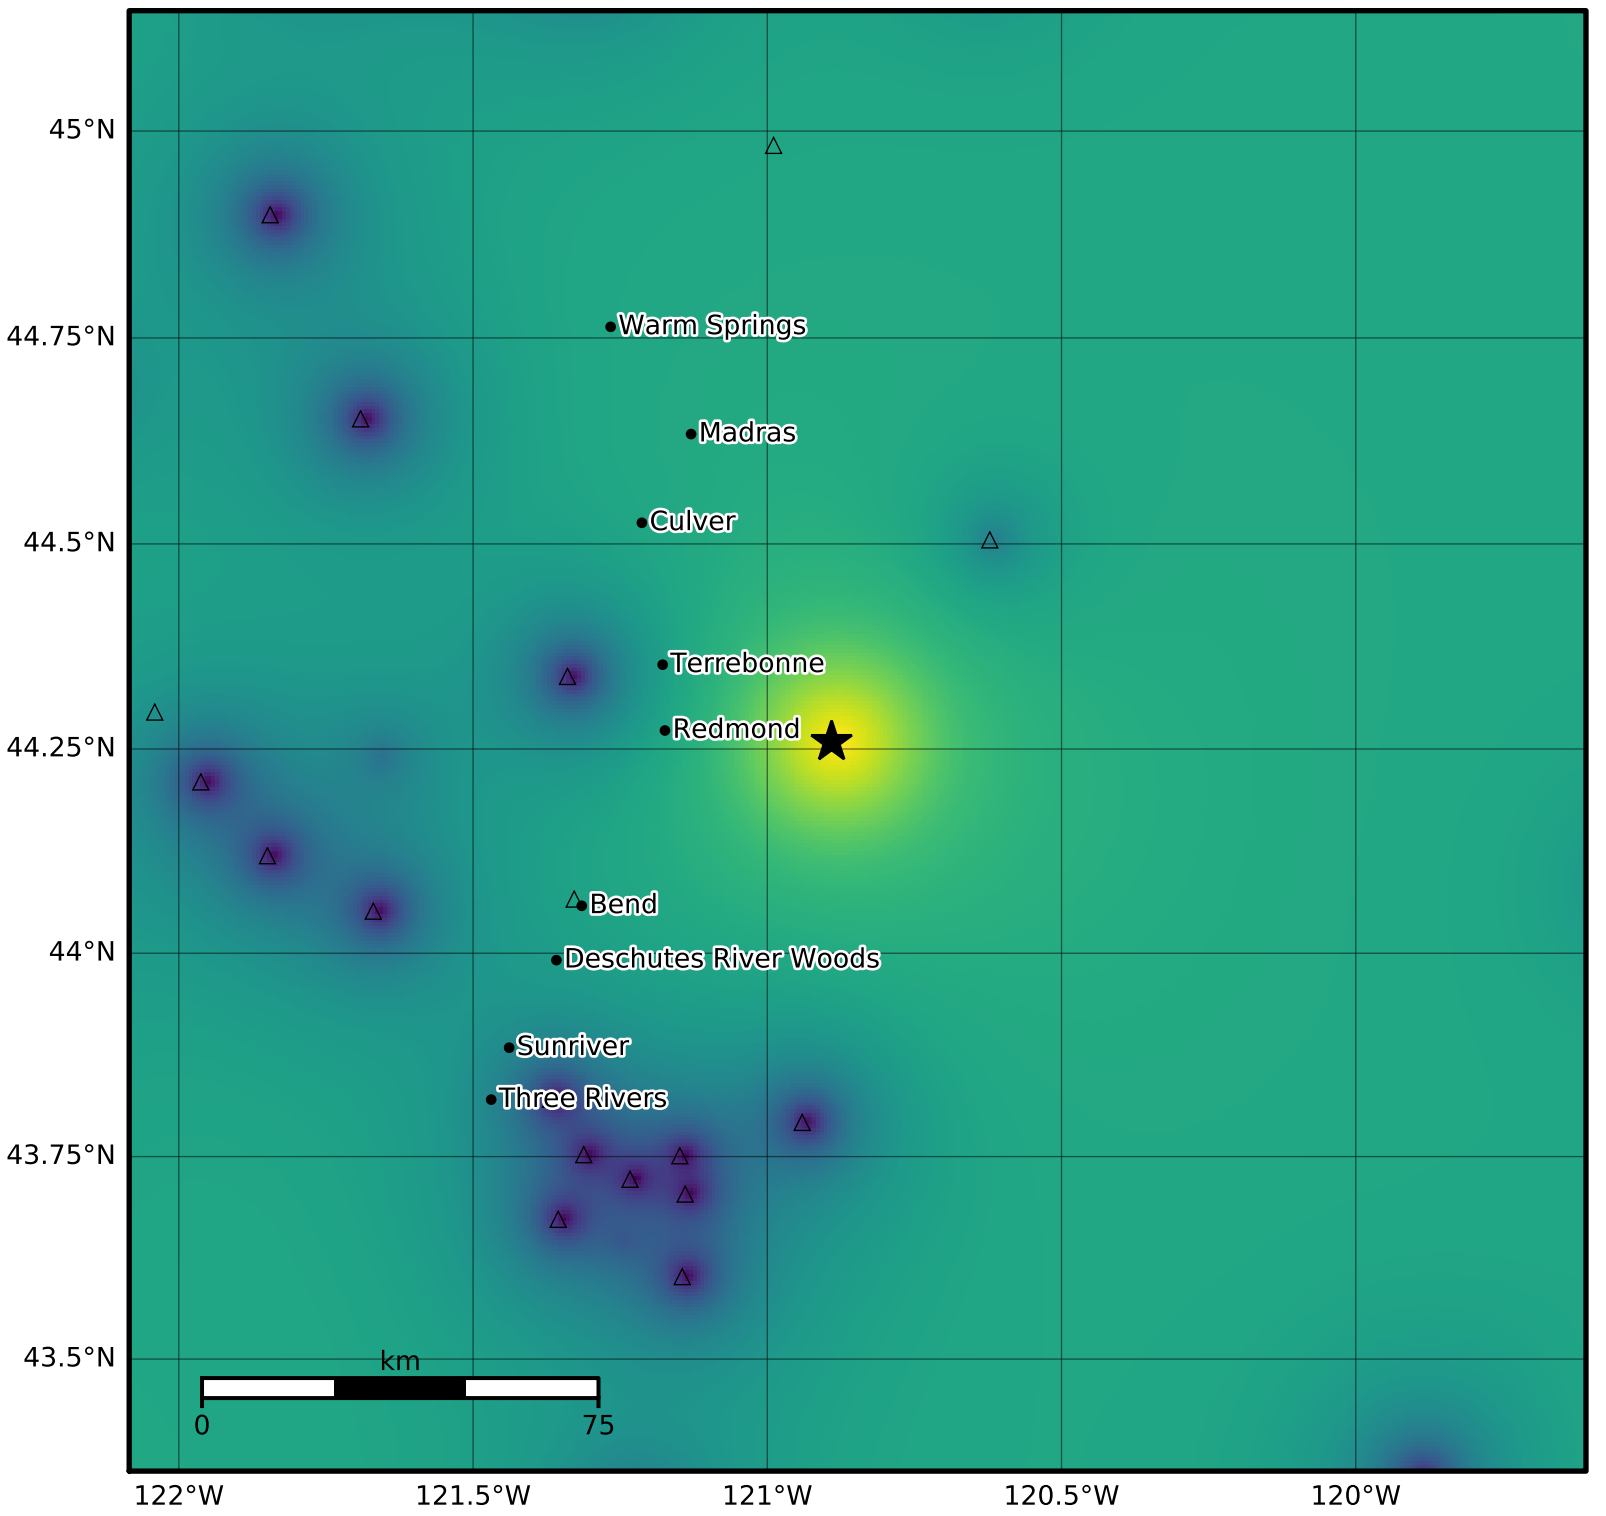 45°N
44.75°N
Warm Springs
Madras
Culver
44.5°N
Terrebonne
Redmond
44.25°N
Bend
44°N
Deschutes River Woods
Sunriver
Three Rivers
43.75°N
43.5°N
km
0 75
122°W 121.5°W 121°W 120.5°W 120°W